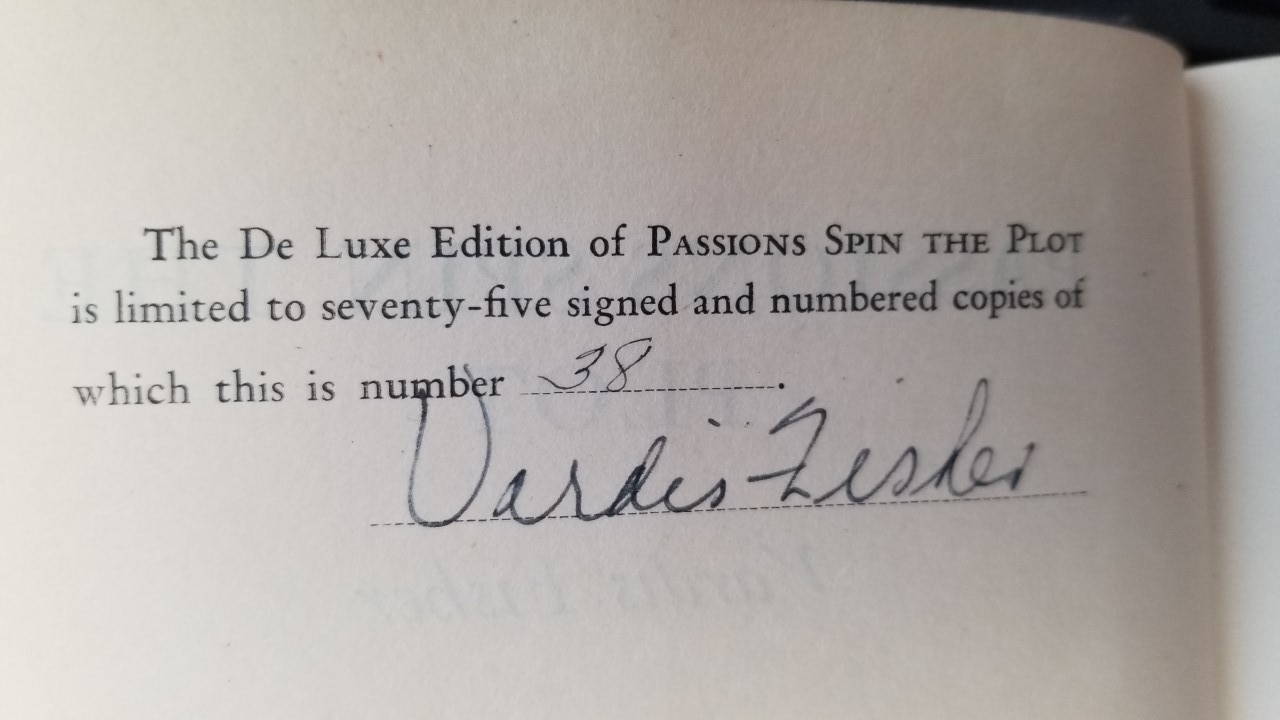 The De Luxe Edition of PASSIONS SPIN THE PLOT
is limited to seventy-five signed and numbered copies of
which this is number 38.
Vardis Fisher